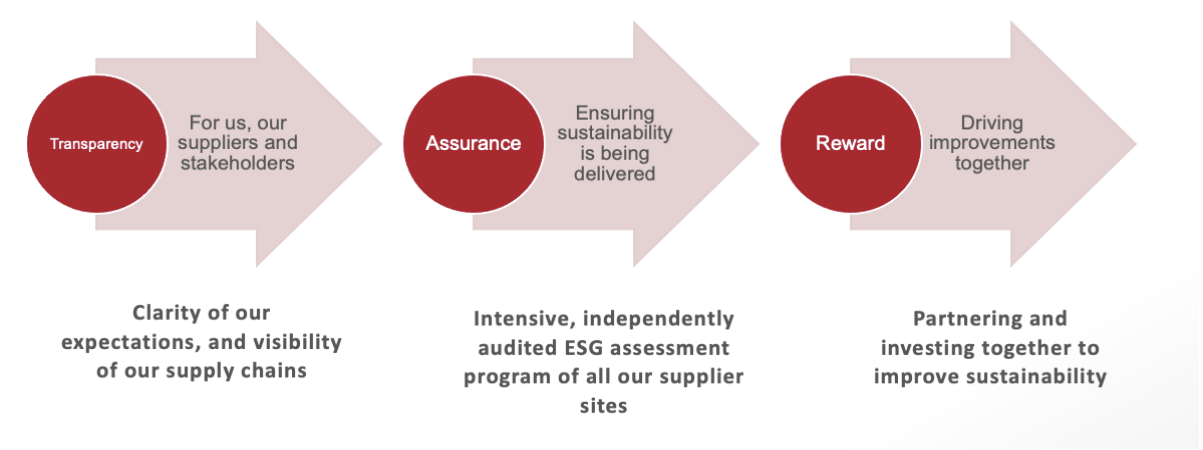 Transparency
For us, our
suppliers and
stakeholders
Assurance
Ensuring
sustainability
is being
delivered
Reward
Driving
improvements
together
Clarity of our
expectations, and visibility
of our supply chains
Intensive, independently
audited ESG assessment
program of all our supplier
sites
Partnering and
investing together to
improve sustainability